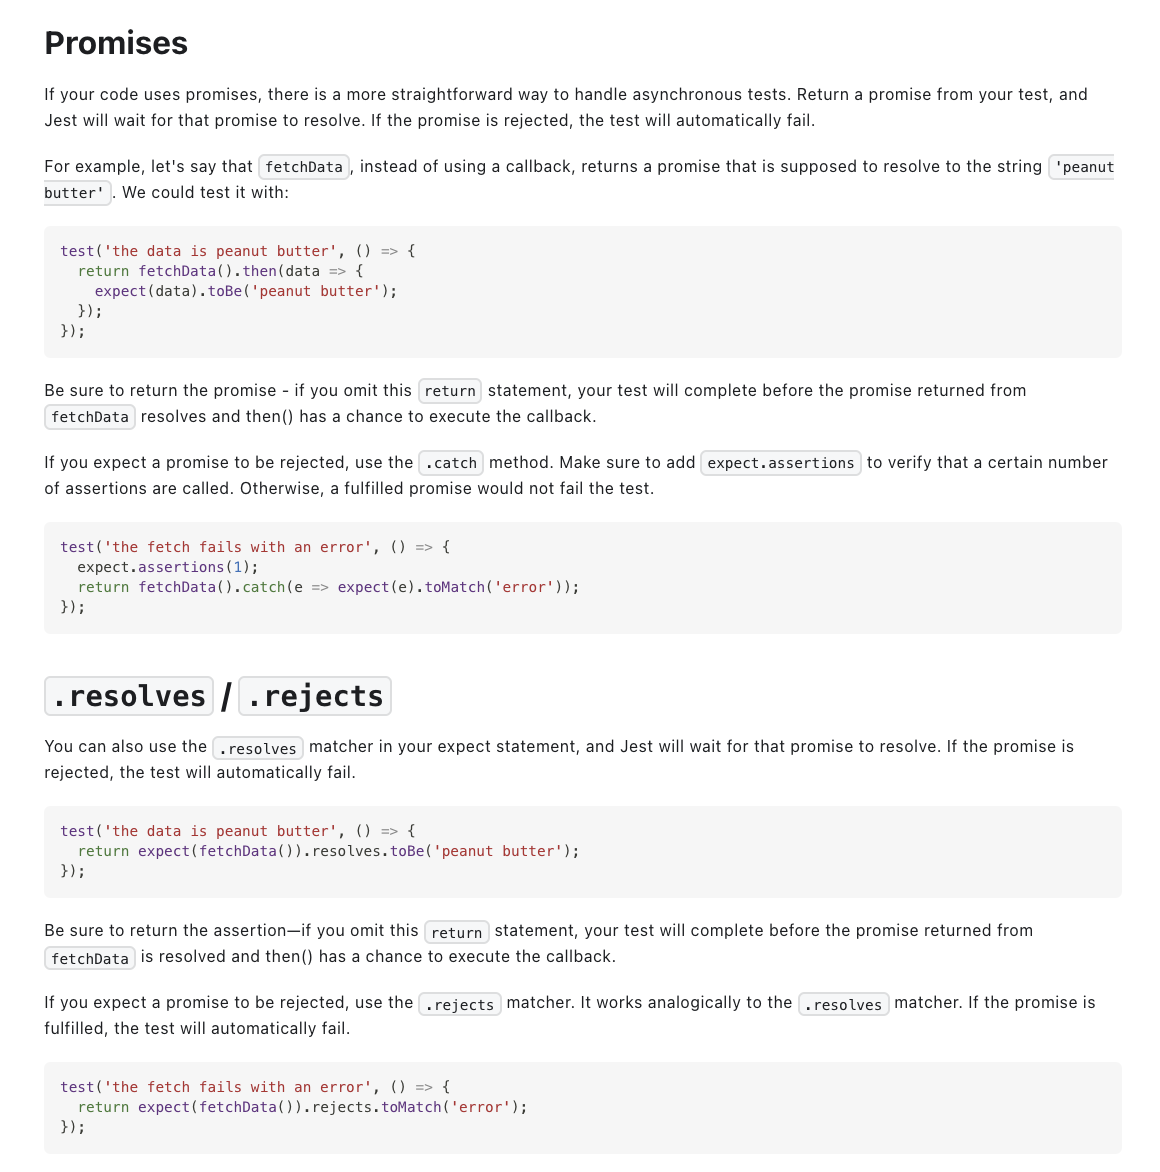 Promises
If your code uses promises, there is a more straightforward way to handle asynchronous tests. Return a promise from your test, and
Jest will wait for that promise to resolve. If the promise is rejected, the test will automatically fail.
For example, let's say that fetchData, instead of using a callback, returns a promise that is supposed to resolve to the string 'peanut
butter'. We could test it with:
test('the data is peanut butter', () => {
  return fetchData().then(data => {
    expect(data).toBe('peanut butter');
  });
});
Be sure to return the promise - if you omit this return statement, your test will complete before the promise returned from
fetchData resolves and then() has a chance to execute the callback.
If you expect a promise to be rejected, use the .catch method. Make sure to add expect.assertions to verify that a certain number
of assertions are called. Otherwise, a fulfilled promise would not fail the test.
test('the fetch fails with an error', () => {
  expect.assertions(1);
  return fetchData().catch(e => expect(e).toMatch('error'));
});
.resolves / .rejects
You can also use the .resolves matcher in your expect statement, and Jest will wait for that promise to resolve. If the promise is
rejected, the test will automatically fail.
test('the data is peanut butter', () => {
  return expect(fetchData()).resolves.toBe('peanut butter');
});
Be sure to return the assertion—if you omit this return statement, your test will complete before the promise returned from
fetchData is resolved and then() has a chance to execute the callback.
If you expect a promise to be rejected, use the .rejects matcher. It works analogically to the .resolves matcher. If the promise is
fulfilled, the test will automatically fail.
test('the fetch fails with an error', () => {
  return expect(fetchData()).rejects.toMatch('error');
});